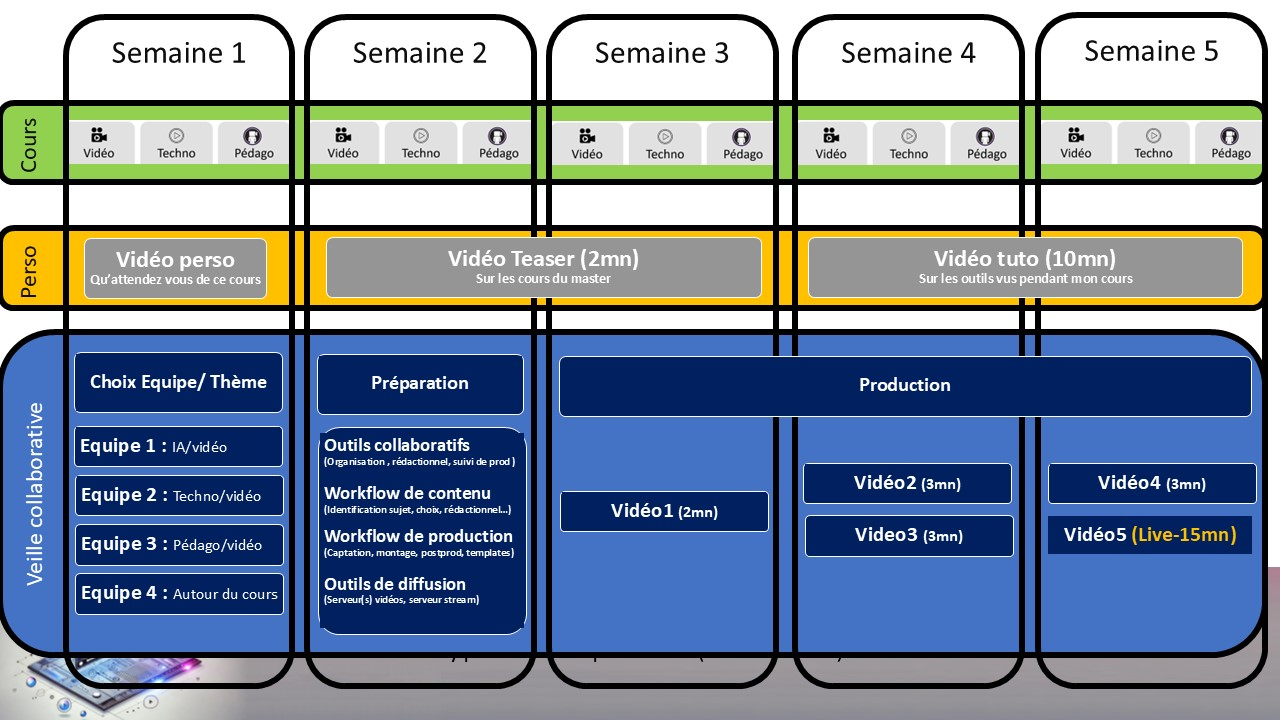 Semaine 1
Semaine 2
Semaine 3
Semaine 4
Semaine 5
Cours
Vidéo Techno Pédago
Vidéo Techno Pédago
Vidéo Techno Pédago
Vidéo Techno Pédago
Vidéo Techno Pédago
Perso
Vidéo perso
Qu'attendez vous de ce cours
Vidéo Teaser (2mn)
Sur les cours du master
Vidéo tuto (10mn)
Sur les outils vus pendant mon cours
Veille collaborative
Choix Equipe/ Thème
Equipe 1 : IA/vidéo
Equipe 2 : Techno/vidéo
Equipe 3 : Pédago/vidéo
Equipe 4 : Autour du cours
Préparation
Outils collaboratifs
(Organisation , rédactionnel, suivi de prod )
Workflow de contenu
(Identification sujet, choix, rédactionnel...)
Workflow de production
(Captation, montage, postprod, templates)
Outils de diffusion
(Serveur(s) vidéos, serveur stream)
Production
Vidéo1 (2mn)
Vidéo2 (3mn)
Video3 (3mn)
Vidéo4 (3mn)
Vidéo5 (Live-15mn)